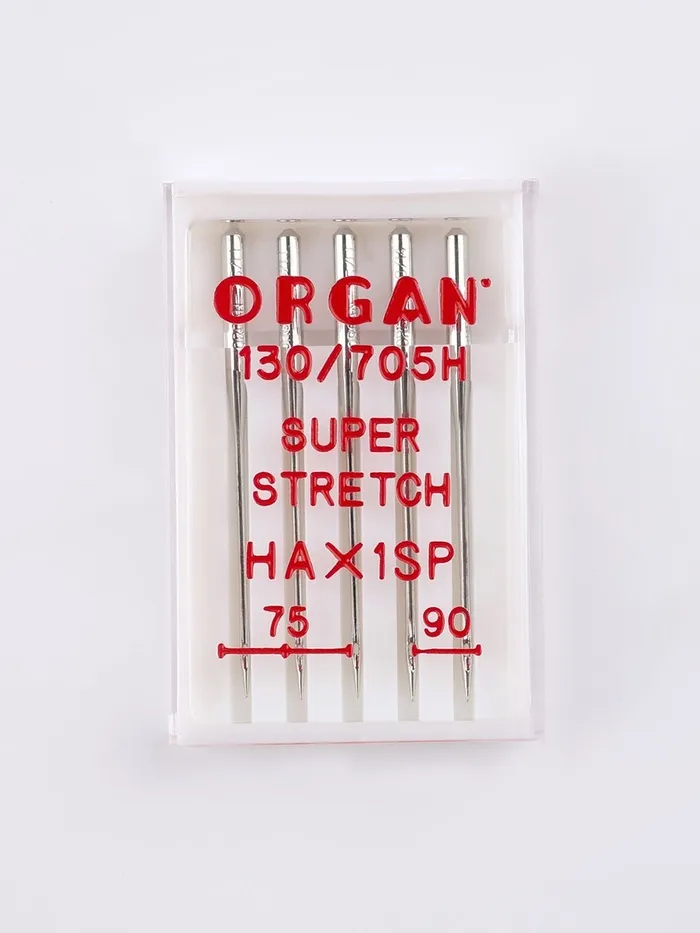 ORGAN
130/705H
SUPER
STRETCH
HA×1SP
75 90